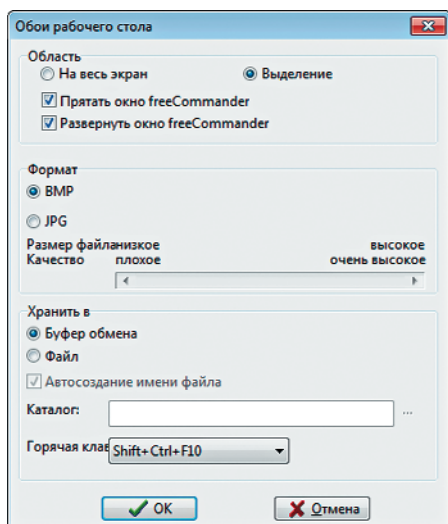 Обои рабочего стола
Область
На весь экран Выделение
Прятать окно freeCommander
Развернуть окно freeCommander
Формат
BMP
JPG
Размер файланизкое высокое
Качество плохое очень высокое
Хранить в
Буфер обмена
Файл
Автосоздание имени файла
Каталог: ...
Горячая клав Shift+Ctrl+F10
OK Отмена